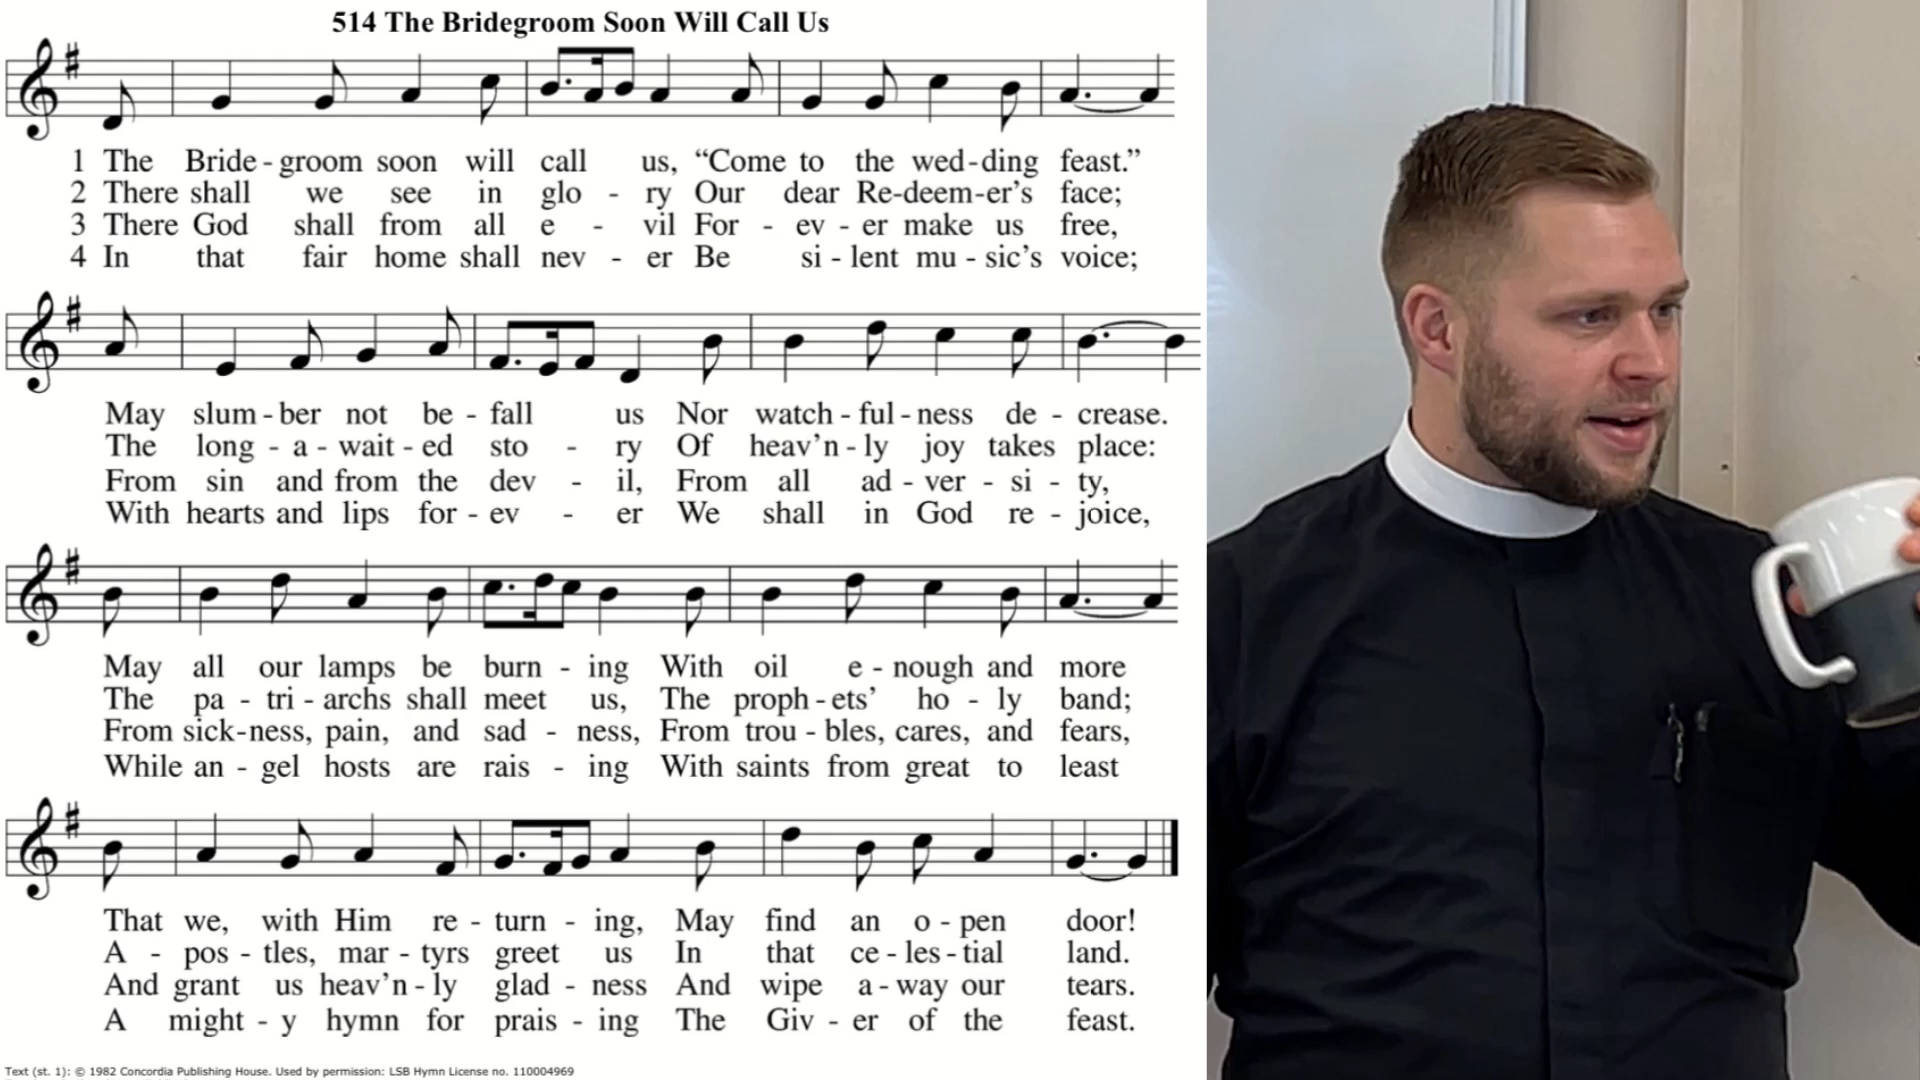 514 The Bridegroom Soon Will Call Us
1 The Bride - groom soon will call us, “Come to the wed - ding feast.”
2 There shall we see in glo - ry Our dear Re - deem - er’s face;
3 There God shall from all e - vil For - ev - er make us free,
4 In that fair home shall nev - er Be si - lent mu - sic’s voice;
May slum - ber not be - fall us Nor watch - ful - ness de - crease.
The long - a - wait - ed sto - ry Of heav’n - ly joy takes place:
From sin and from the dev - il, From all ad - ver - si - ty,
With hearts and lips for - ev - er We shall in God re - joice,
May all our lamps be burn - ing With oil e - nough and more
The pa - tri - archs shall meet us, The proph - ets’ ho - ly band;
From sick - ness, pain, and sad - ness, From trou - bles, cares, and fears,
While an - gel hosts are rais - ing With saints from great to least
That we, with Him re - turn - ing, May find an o - pen door!
A - pos - tles, mar - tyrs greet us In that ce - les - tial land.
And grant us heav’n - ly glad - ness And wipe a - way our tears.
A might - y hymn for prais - ing The Giv - er of the feast.
Text (st. 1): © 1982 Concordia Publishing House. Used by permission: LSB Hymn License no. 110004969